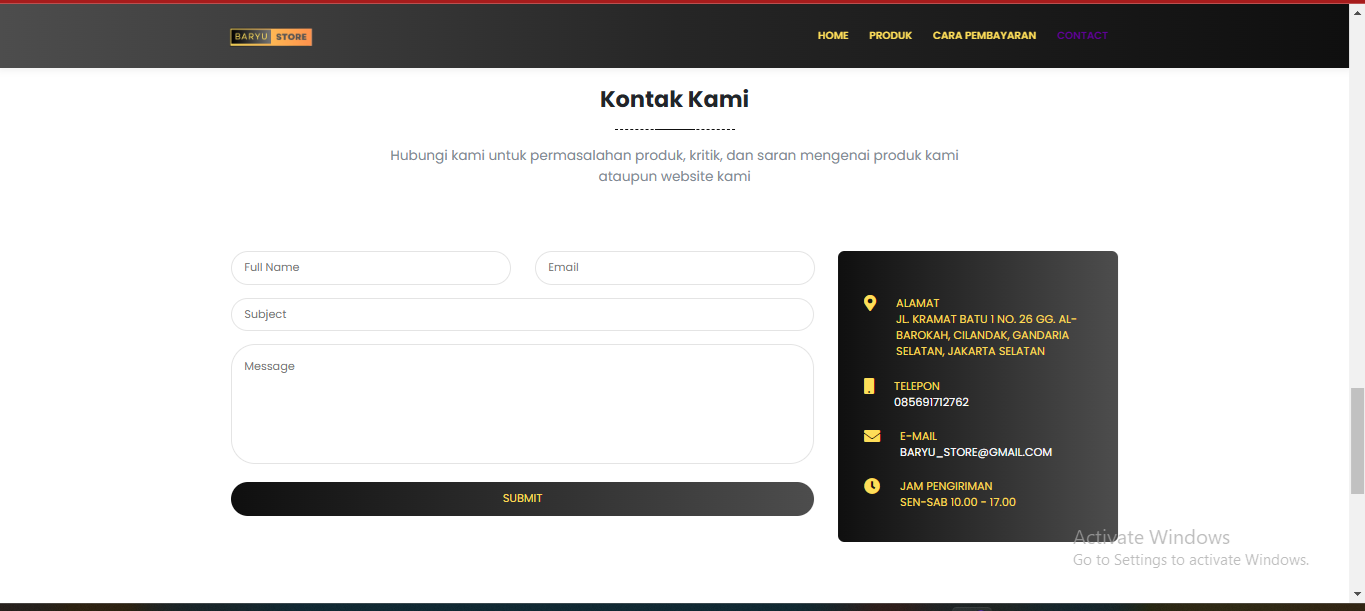 BARYU STORE
HOME PRODUK CARA PEMBAYARAN CONTACT
Kontak Kami
Hubungi kami untuk permasalahan produk, kritik, dan saran mengenai produk kami
ataupun website kami
Full Name
Email
Subject
Message
SUBMIT
ALAMAT
JL. KRAMAT BATU 1 NO. 26 GG. AL-
BAROKAH, CILANDAK, GANDARIA
SELATAN, JAKARTA SELATAN
TELEPON
085691712762
E-MAIL
BARYU_STORE@GMAIL.COM
JAM PENGIRIMAN
SEN-SAB 10.00 - 17.00
Activate Windows
Go to Settings to activate Windows.